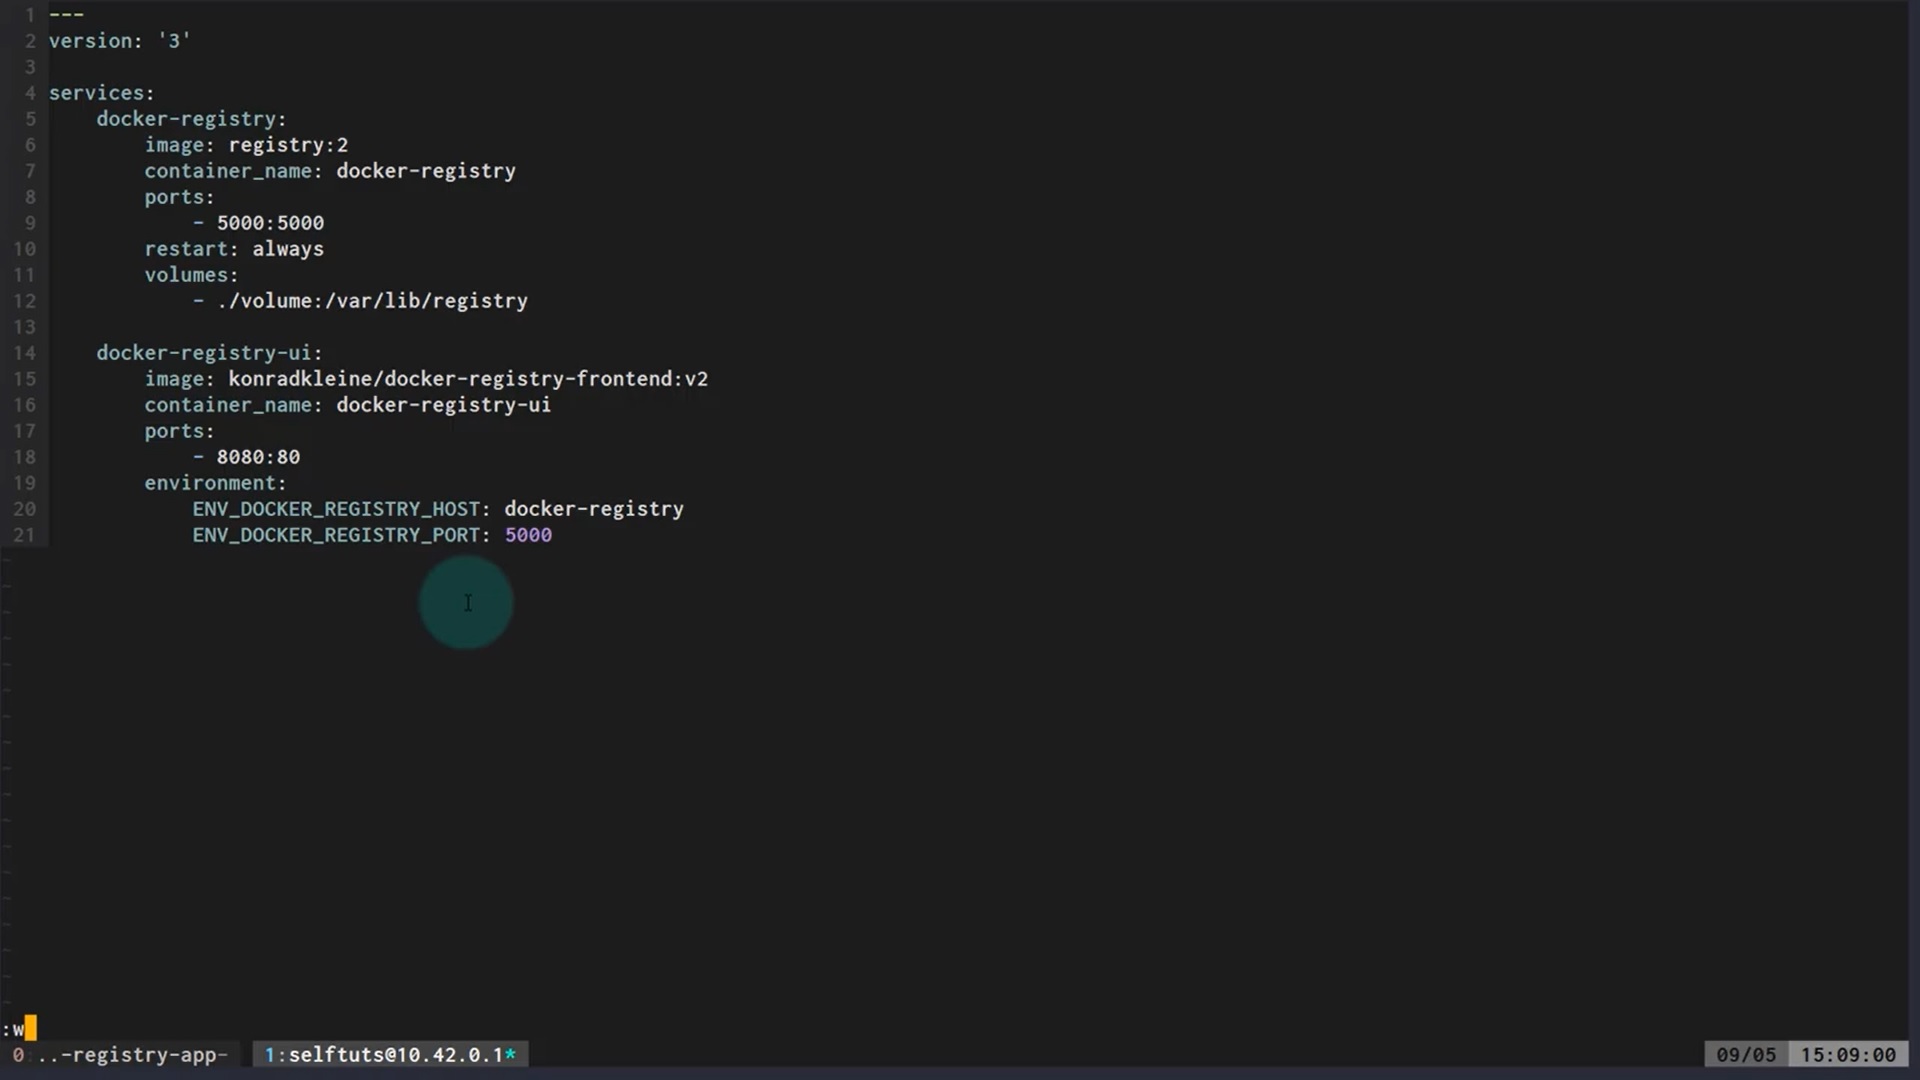 1 ---
2 version: '3'
3
4 services:
5     docker-registry:
6         image: registry:2
7         container_name: docker-registry
8         ports:
9             - 5000:5000
10         restart: always
11         volumes:
12             - ./volume:/var/lib/registry
13
14     docker-registry-ui:
15         image: konradkleine/docker-registry-frontend:v2
16         container_name: docker-registry-ui
17         ports:
18             - 8080:80
19         environment:
20             ENV_DOCKER_REGISTRY_HOST: docker-registry
21             ENV_DOCKER_REGISTRY_PORT: 5000
:w
0 ..-registry-app- 1:selftuts@10.42.0.1* 09/05 15:09:00